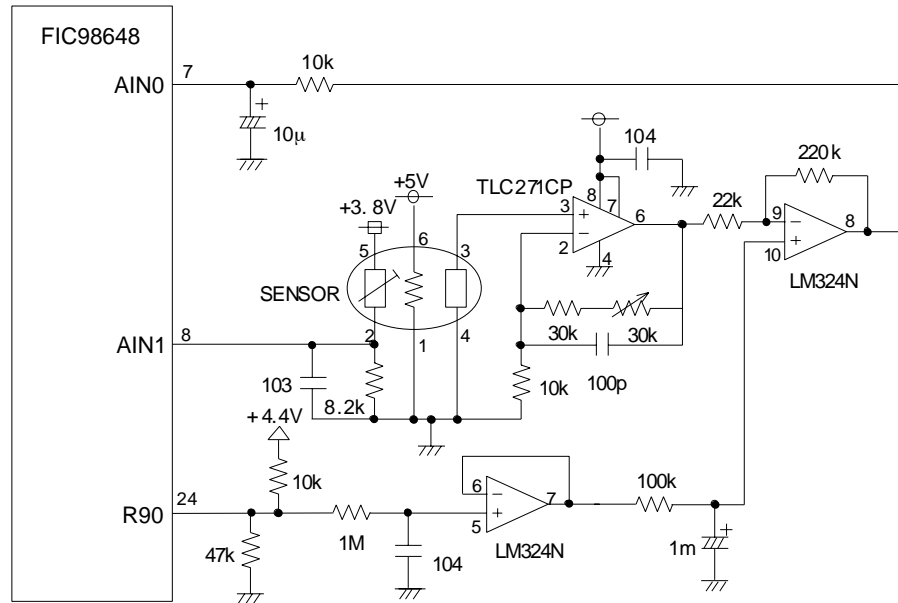 FIC98648
AIN0
7
10k
+
10μ
104
220k
+5V
TLC271CP
+3.8V
8
7
3
+
6
22k
9
−
8
−
2
+
10
5
6
3
4
LM324N
SENSOR
30k
30k
AIN1
8
2
1
4
100p
103
8.2k
10k
+4.4V
10k
6
−
7
100k
24
R90
1M
+
5
+
47k
104
LM324N
1m